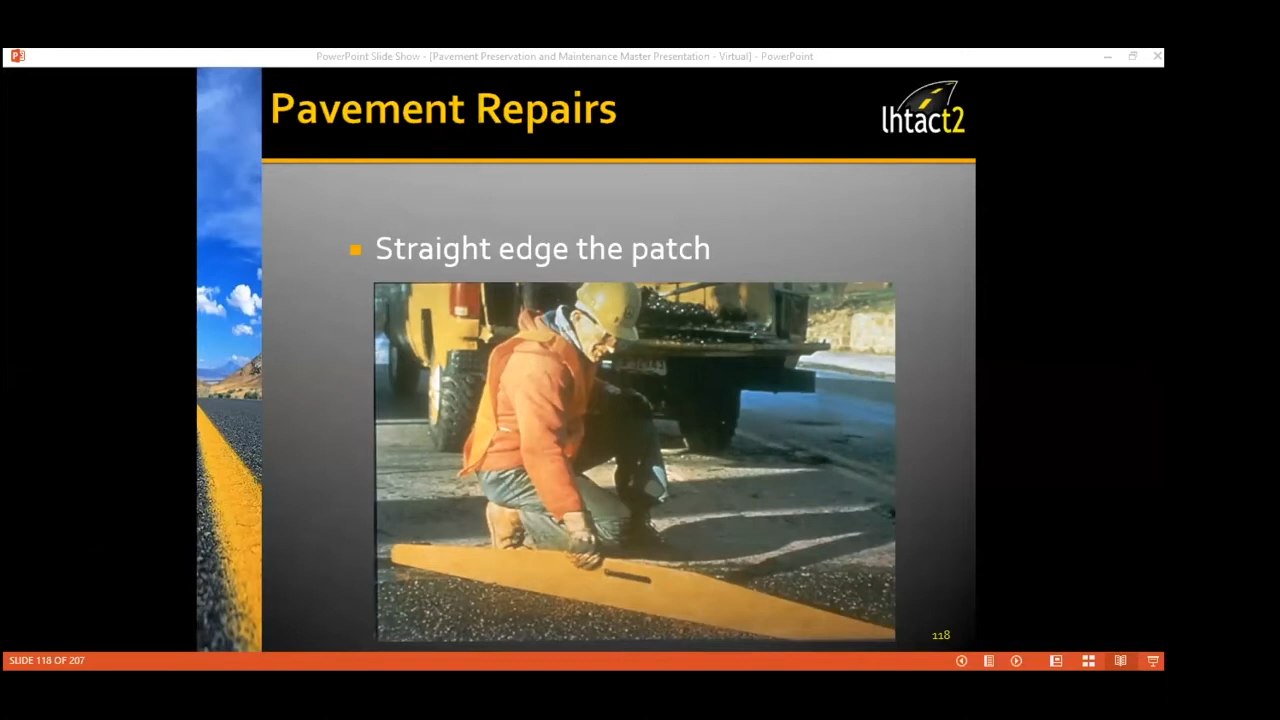 PowerPoint Slide Show - [Pavement Preservation and Maintenance Master Presentation - Virtual] - PowerPoint
Pavement Repairs
lhtact2
Straight edge the patch
118
SLIDE 118 OF 207